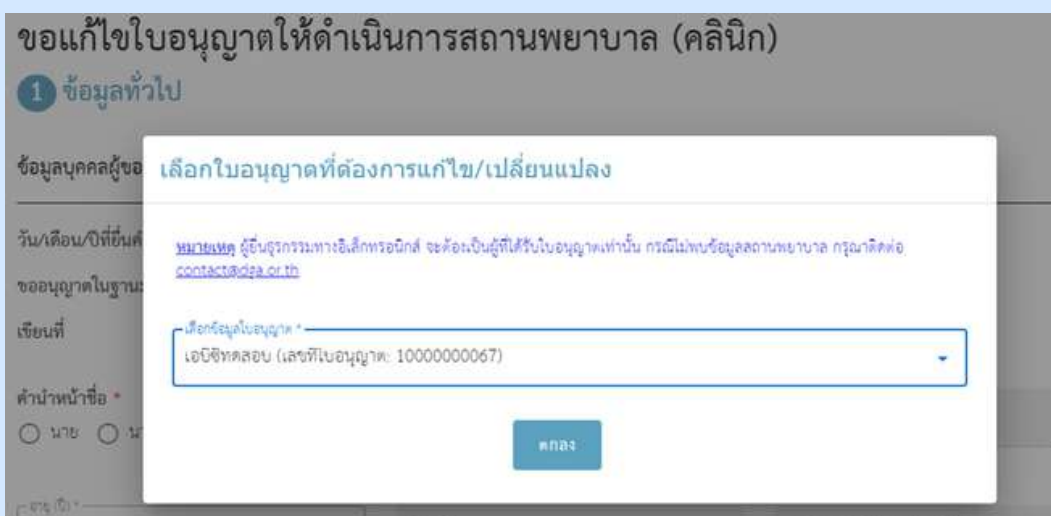 ขอแก้ไขใบอนุญาตให้ดำเนินการสถานพยาบาล (คลินิก)
1 ข้อมูลทั่วไป
ข้อมูลบุคคลผู้ขอ
เลือกใบอนุญาตที่ต้องการแก้ไข/เปลี่ยนแปลง
วัน/เดือน/ปีที่ยื่นคำ
หมายเหตุ ผู้ยื่นธุรกรรมทางอิเล็กทรอนิกส์ จะต้องเป็นผู้ที่ได้รับใบอนุญาตเท่านั้น กรณีไม่พบข้อมูลสถานพยาบาล กรุณาติดต่อ
contact@dga.or.th
ขออนุญาตในฐานะ
เขียนที่
เลือกข้อมูลใบอนุญาต *
เอบีซีทดสอบ (เลขที่ใบอนุญาต: 10000000067)
คำนำหน้าชื่อ *
นาย
ตกลง
อายุ (ปี) *